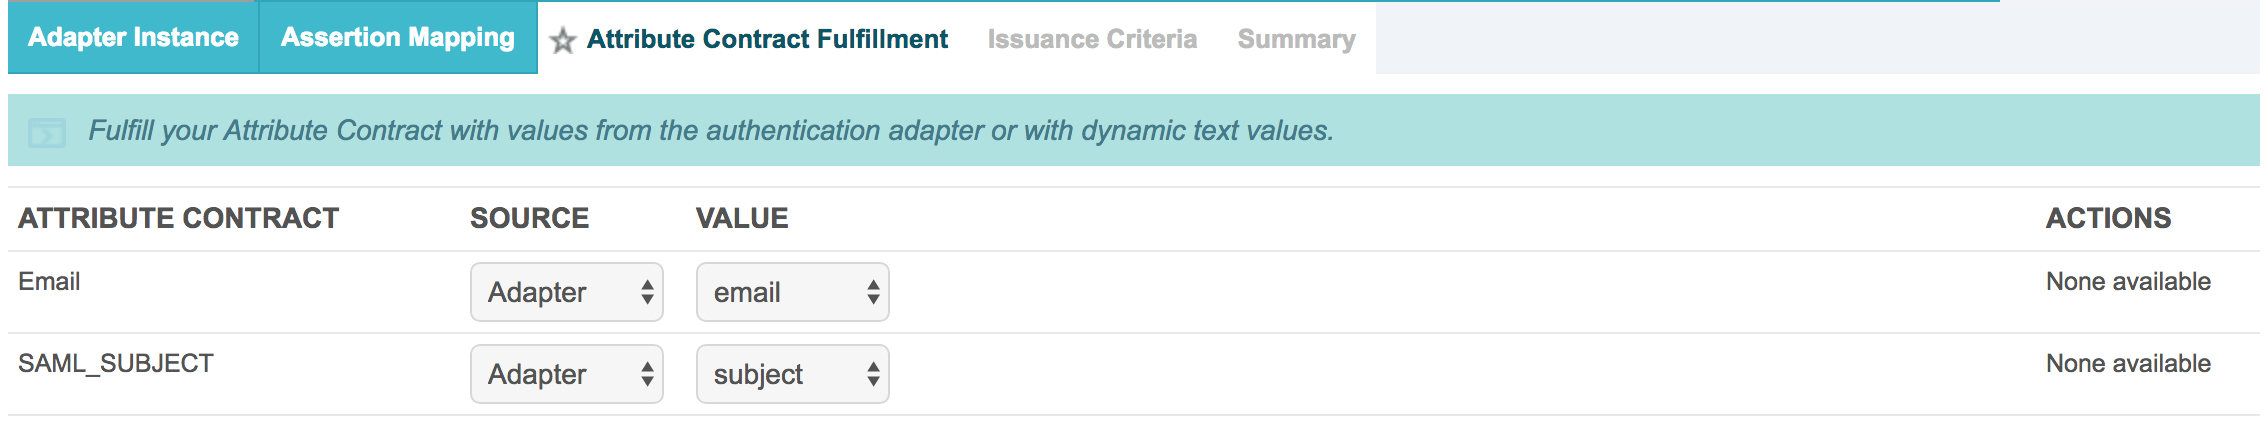 Adapter Instance Assertion Mapping Attribute Contract Fulfillment Issuance Criteria Summary
Fulfill your Attribute Contract with values from the authentication adapter or with dynamic text values.
ATTRIBUTE CONTRACT SOURCE VALUE ACTIONS
Email Adapter email None available
SAML_SUBJECT Adapter subject None available